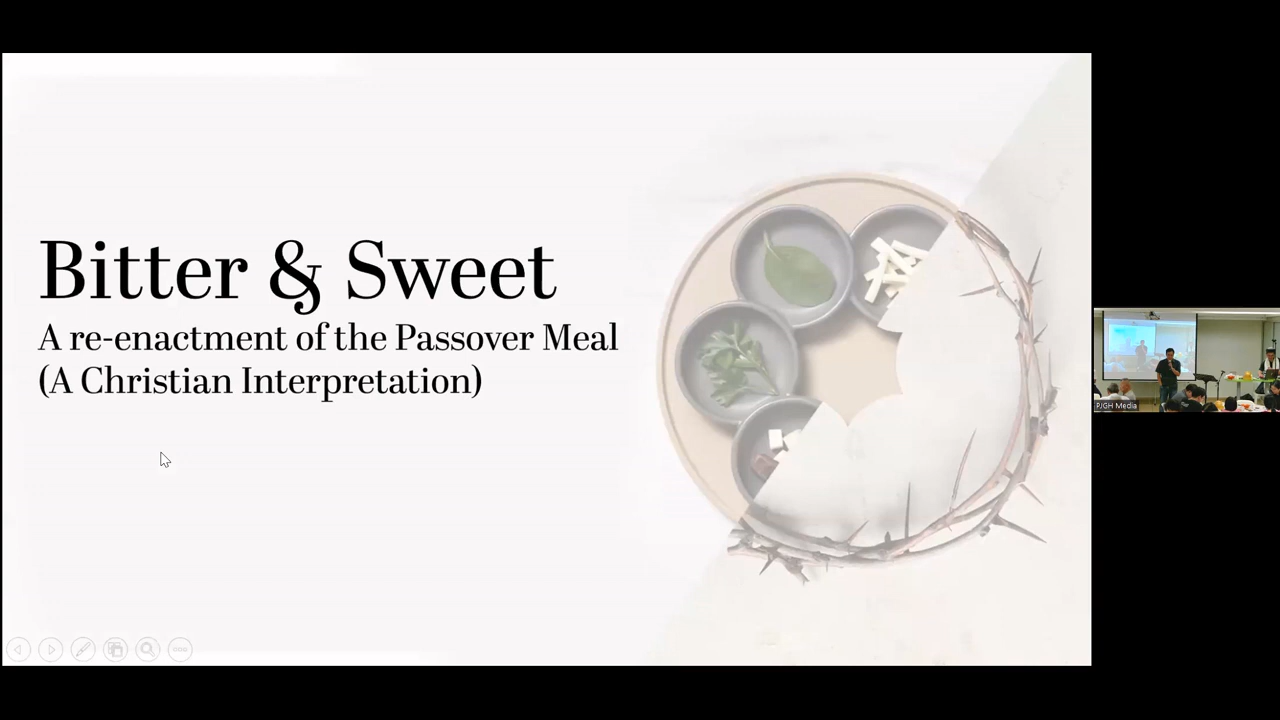 Bitter & Sweet
A re-enactment of the Passover Meal
(A Christian Interpretation)
PJGH Media